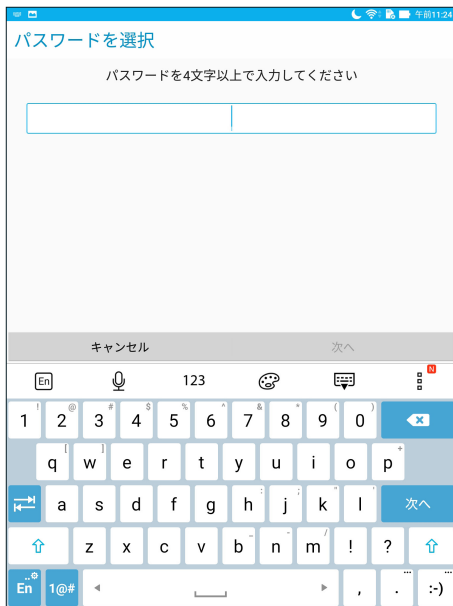 午前11:24
パスワードを選択
パスワードを4文字以上で入力してください
キャンセル 次へ
En 123 N
1 ! 2 @ 3 # 4 $ 5 % 6 ^ 7 & 8 * 9 ( 0 )
q [ w ] e r t y u i o p +
a s d f g h : j ; k " l ' 次へ
z x c v b _ n - m / ! ?
En 1@# , . ... :-) ...